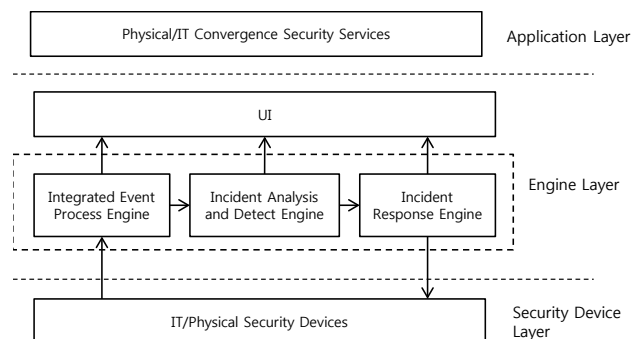 Physical/IT Convergence Security Services
Application Layer
UI
Integrated Event
Process Engine
Incident Analysis
and Detect Engine
Incident
Response Engine
Engine Layer
IT/Physical Security Devices
Security Device
Layer